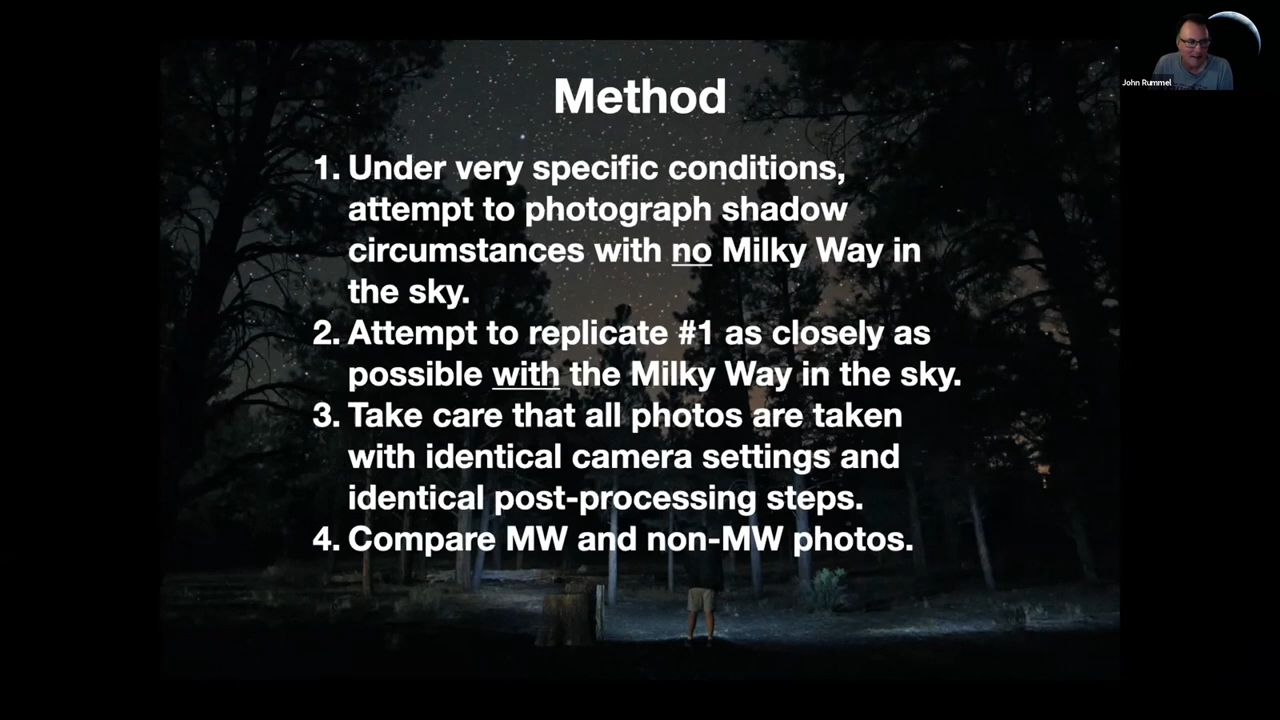 Method
1. Under very specific conditions,
attempt to photograph shadow
circumstances with no Milky Way in
the sky.
2. Attempt to replicate #1 as closely as
possible with the Milky Way in the sky.
3. Take care that all photos are taken
with identical camera settings and
identical post-processing steps.
4. Compare MW and non-MW photos.
John Rummel